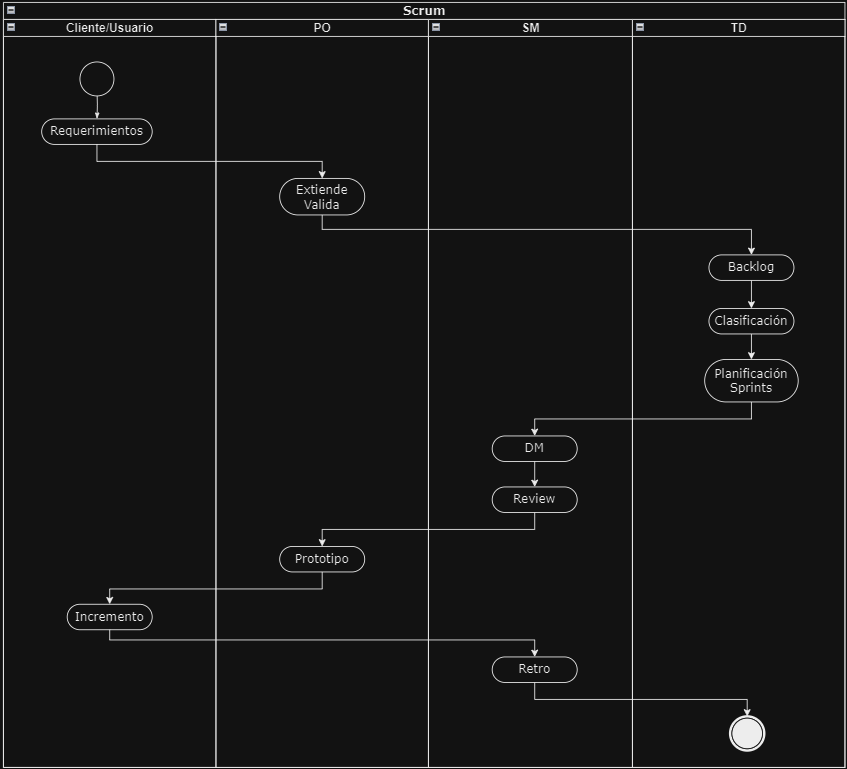 Scrum
Cliente/Usuario
PO
SM
TD
Requerimientos
Extiende
Valida
Backlog
Clasificación
Planificación
Sprints
DM
Review
Prototipo
Incremento
Retro